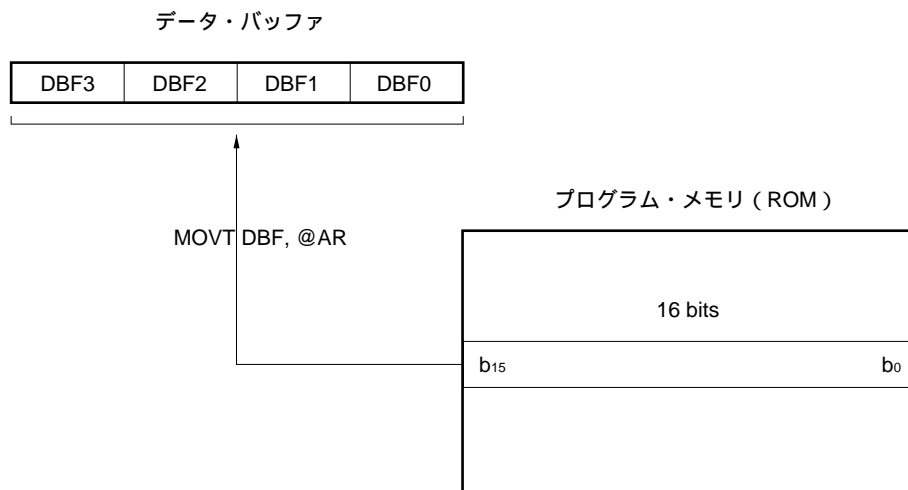 データ・バッファ
DBF3 DBF2 DBF1 DBF0
プログラム・メモリ（ROM）
MOVT DBF, @AR
16 bits
b15 b0